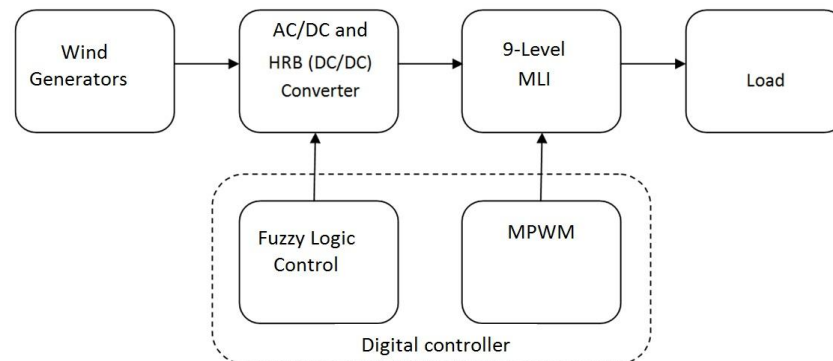 Wind
Generators
AC/DC and
HRB (DC/DC)
Converter
9-Level
MLI
Load
Fuzzy Logic
Control
MPWM
Digital controller